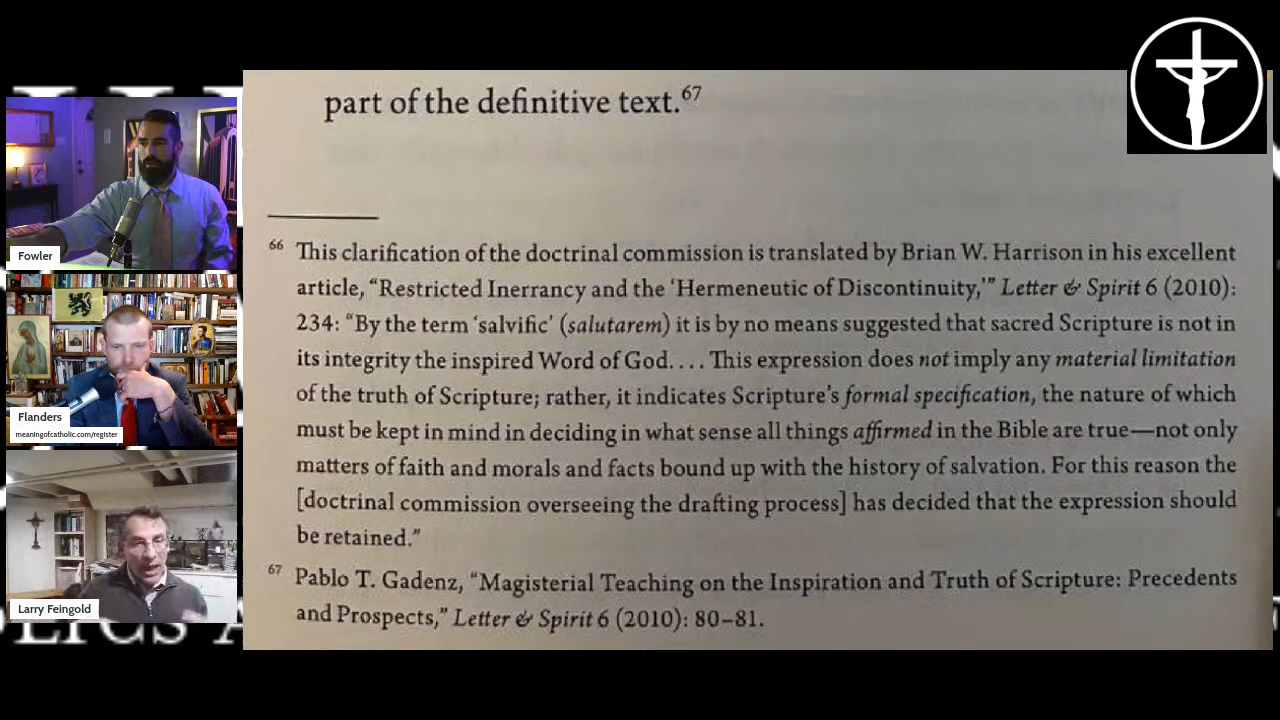 part of the definitive text.67
66 This clarification of the doctrinal commission is translated by Brian W. Harrison in his excellent
article, “Restricted Inerrancy and the ‘Hermeneutic of Discontinuity,’” Letter & Spirit 6 (2010):
234: “By the term ‘salvific’ (salutarem) it is by no means suggested that sacred Scripture is not in
its integrity the inspired Word of God. . . . This expression does not imply any material limitation
of the truth of Scripture; rather, it indicates Scripture’s formal specification, the nature of which
must be kept in mind in deciding in what sense all things affirmed in the Bible are true—not only
matters of faith and morals and facts bound up with the history of salvation. For this reason the
[doctrinal commission overseeing the drafting process] has decided that the expression should
be retained.”
67 Pablo T. Gadenz, “Magisterial Teaching on the Inspiration and Truth of Scripture: Precedents
and Prospects,” Letter & Spirit 6 (2010): 80–81.
Fowler
Flanders
meaningofcatholic.com/register
Larry Feingold